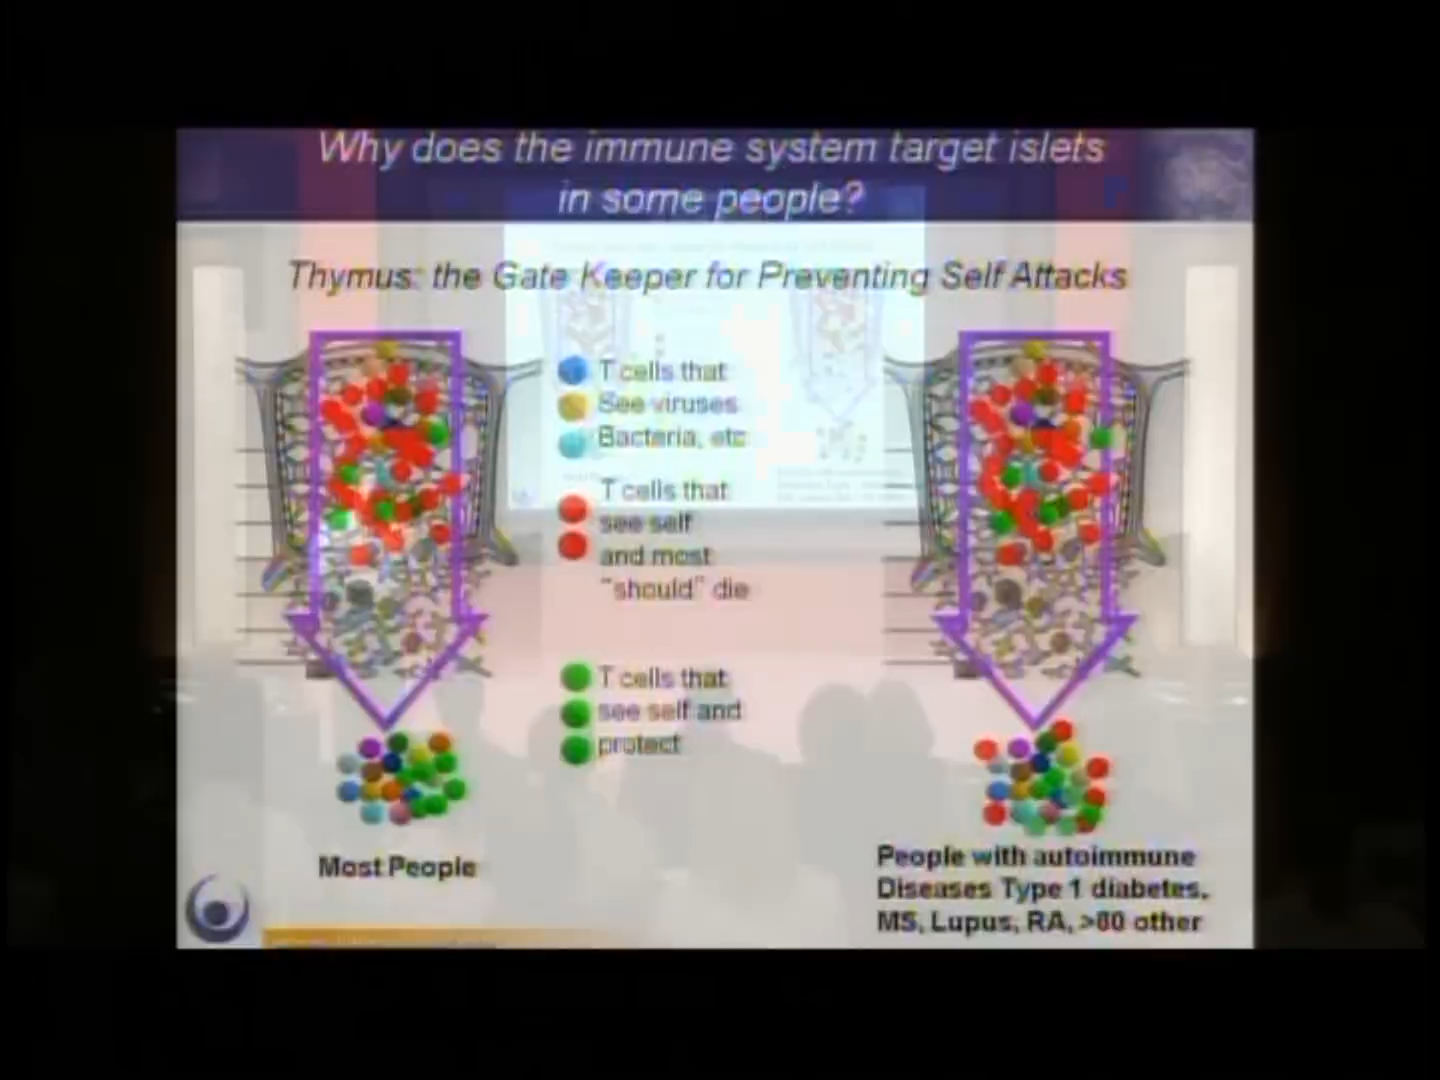 Why does the immune system target islets
in some people?
Thymus: the Gate Keeper for Preventing Self Attacks
T cells that
See viruses
Bacteria, etc
T cells that
see self
and most
"should" die
T cells that
see self and
protect
Most People
People with autoimmune
Diseases Type 1 diabetes,
MS, Lupus, RA, >80 other